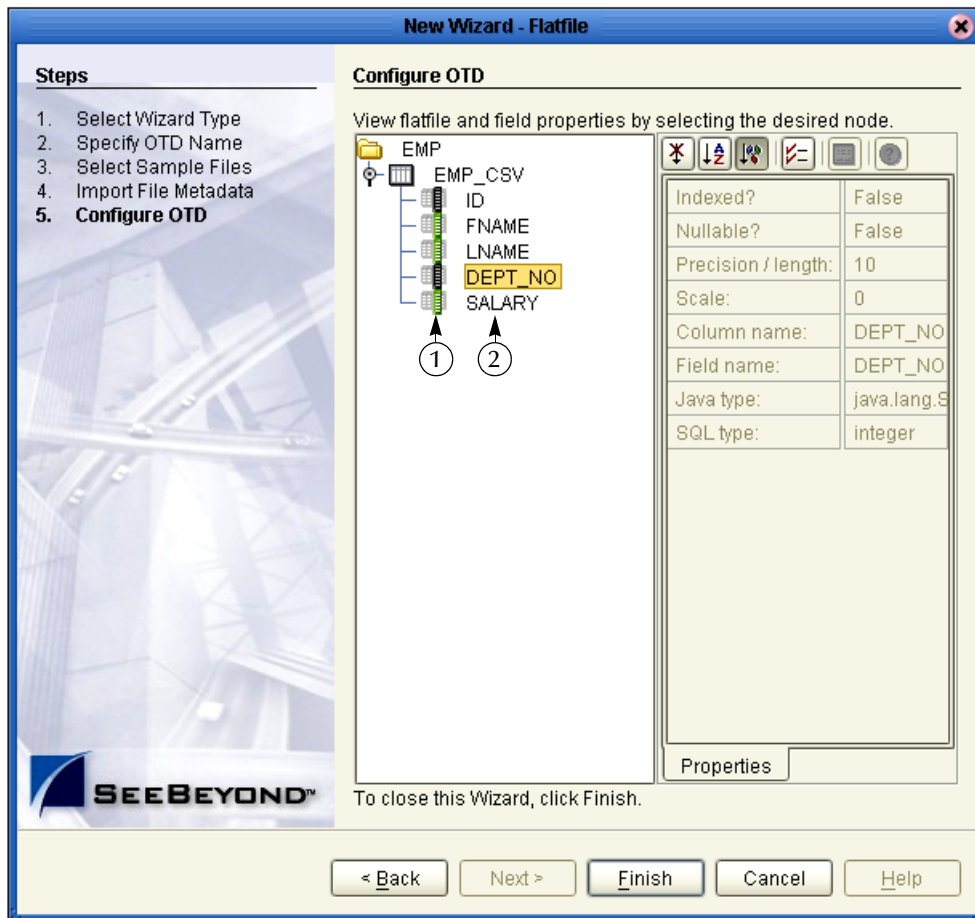 New Wizard - Flatfile
Steps
1. Select Wizard Type
2. Specify OTD Name
3. Select Sample Files
4. Import File Metadata
5. Configure OTD
SEEBEYOND™
Configure OTD
View flatfile and field properties by selecting the desired node.
EMP
EMP_CSV
ID
FNAME
LNAME
DEPT_NO
SALARY
1 2
Indexed? False
Nullable? False
Precision / length: 10
Scale: 0
Column name: DEPT_NO
Field name: DEPT_NO
Java type: java.lang.S
SQL type: integer
Properties
To close this Wizard, click Finish.
< Back Next > Finish Cancel Help